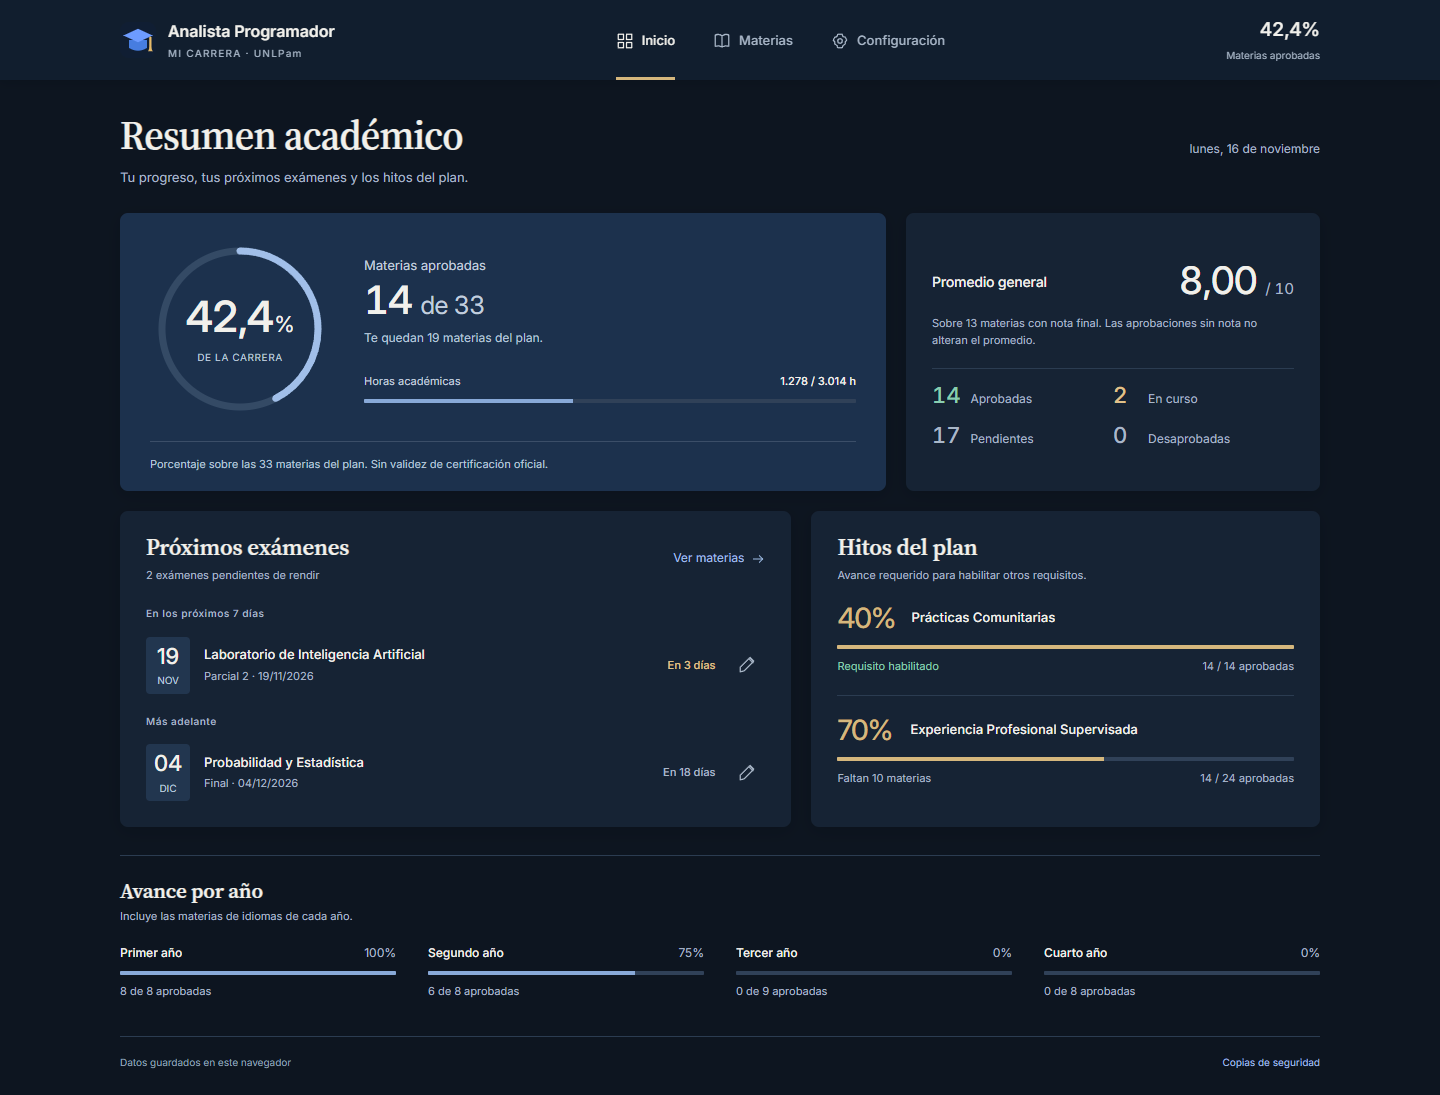 Analista Programador
MI CARRERA · UNLPam
Inicio
Materias
Configuración
42,4%
Materias aprobadas
Resumen académico
Tu progreso, tus próximos exámenes y los hitos del plan.
lunes, 16 de noviembre
42,4%
DE LA CARRERA
Materias aprobadas
14 de 33
Te quedan 19 materias del plan.
Horas académicas
1.278 / 3.014 h
Porcentaje sobre las 33 materias del plan. Sin validez de certificación oficial.
Promedio general
8,00 / 10
Sobre 13 materias con nota final. Las aprobaciones sin nota no
alteran el promedio.
14 Aprobadas
2 En curso
17 Pendientes
0 Desaprobadas
Próximos exámenes
2 exámenes pendientes de rendir
Ver materias →
En los próximos 7 días
19
NOV
Laboratorio de Inteligencia Artificial
Parcial 2 · 19/11/2026
En 3 días
Más adelante
04
DIC
Probabilidad y Estadística
Final · 04/12/2026
En 18 días
Hitos del plan
Avance requerido para habilitar otros requisitos.
40% Prácticas Comunitarias
Requisito habilitado
14 / 14 aprobadas
70% Experiencia Profesional Supervisada
Faltan 10 materias
14 / 24 aprobadas
Avance por año
Incluye las materias de idiomas de cada año.
Primer año
100%
8 de 8 aprobadas
Segundo año
75%
6 de 8 aprobadas
Tercer año
0%
0 de 9 aprobadas
Cuarto año
0%
0 de 8 aprobadas
Datos guardados en este navegador
Copias de seguridad